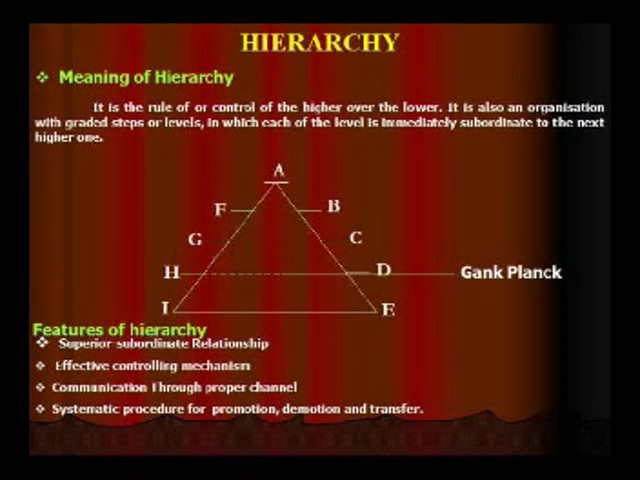 HIERARCHY
❖ Meaning of Hierarchy
It is the rule of or control of the higher over the lower. It is also an organisation
with graded steps or levels, in which each of the level is immediately subordinate to the next
higher one.
A
F B
G C
H D Gank Planck
I E
Features of hierarchy
❖ Superior subordinate Relationship
❖ Effective controlling mechanism
❖ Communication Through proper channel
❖ Systematic procedure for promotion, demotion and transfer.